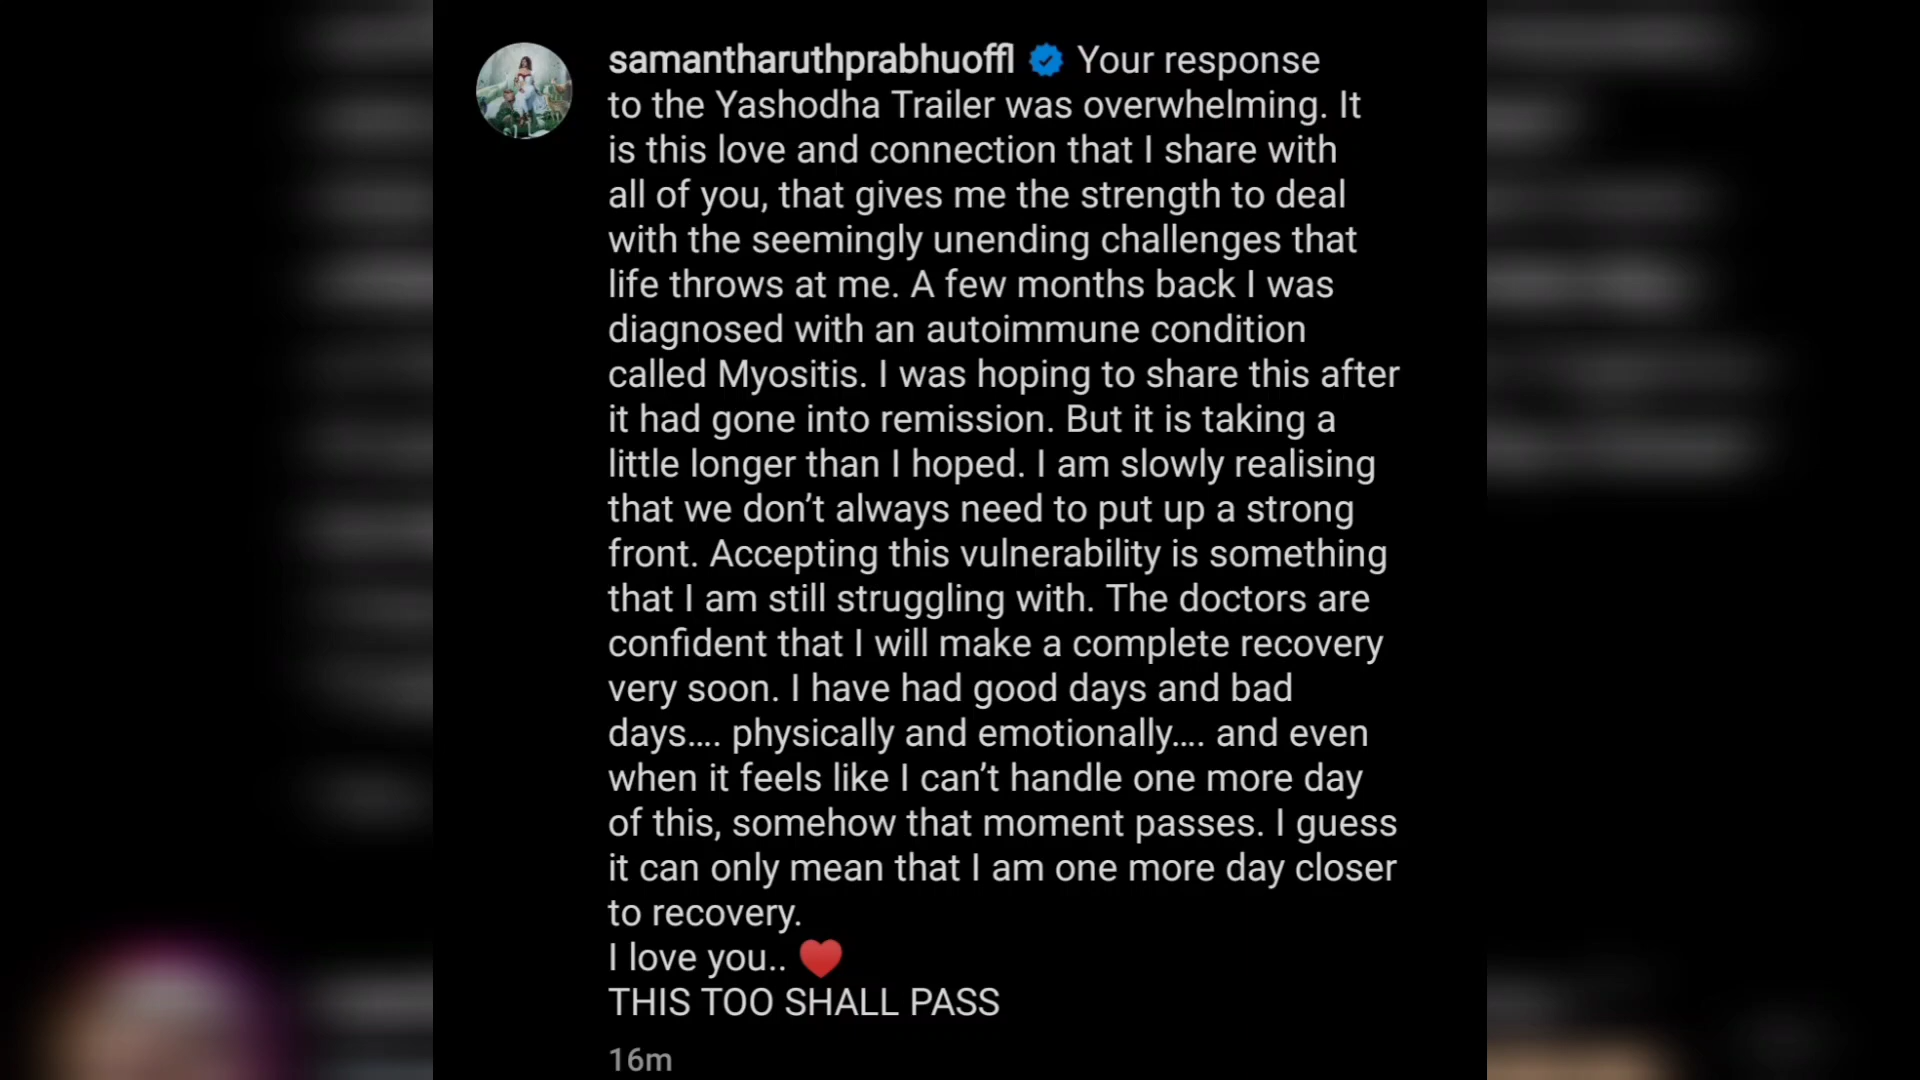 samantharuthprabhuoffl Your response
to the Yashodha Trailer was overwhelming. It
is this love and connection that I share with
all of you, that gives me the strength to deal
with the seemingly unending challenges that
life throws at me. A few months back I was
diagnosed with an autoimmune condition
called Myositis. I was hoping to share this after
it had gone into remission. But it is taking a
little longer than I hoped. I am slowly realising
that we don’t always need to put up a strong
front. Accepting this vulnerability is something
that I am still struggling with. The doctors are
confident that I will make a complete recovery
very soon. I have had good days and bad
days.... physically and emotionally.... and even
when it feels like I can’t handle one more day
of this, somehow that moment passes. I guess
it can only mean that I am one more day closer
to recovery.
I love you.. ❤️
THIS TOO SHALL PASS
16m